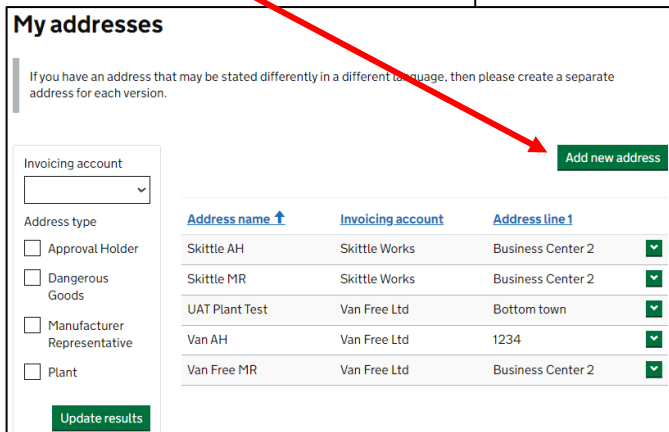 My addresses
If you have an address that may be stated differently in a different language, then please create a separate
address for each version.
Add new address
Invoicing account
Address type
Approval Holder
Dangerous
Goods
Manufacturer
Representative
Plant
Update results
Address name Invoicing account Address line 1
Skittle AH Skittle Works Business Center 2
Skittle MR Skittle Works Business Center 2
UAT Plant Test Van Free Ltd Bottom town
Van AH Van Free Ltd 1234
Van Free MR Van Free Ltd Business Center 2